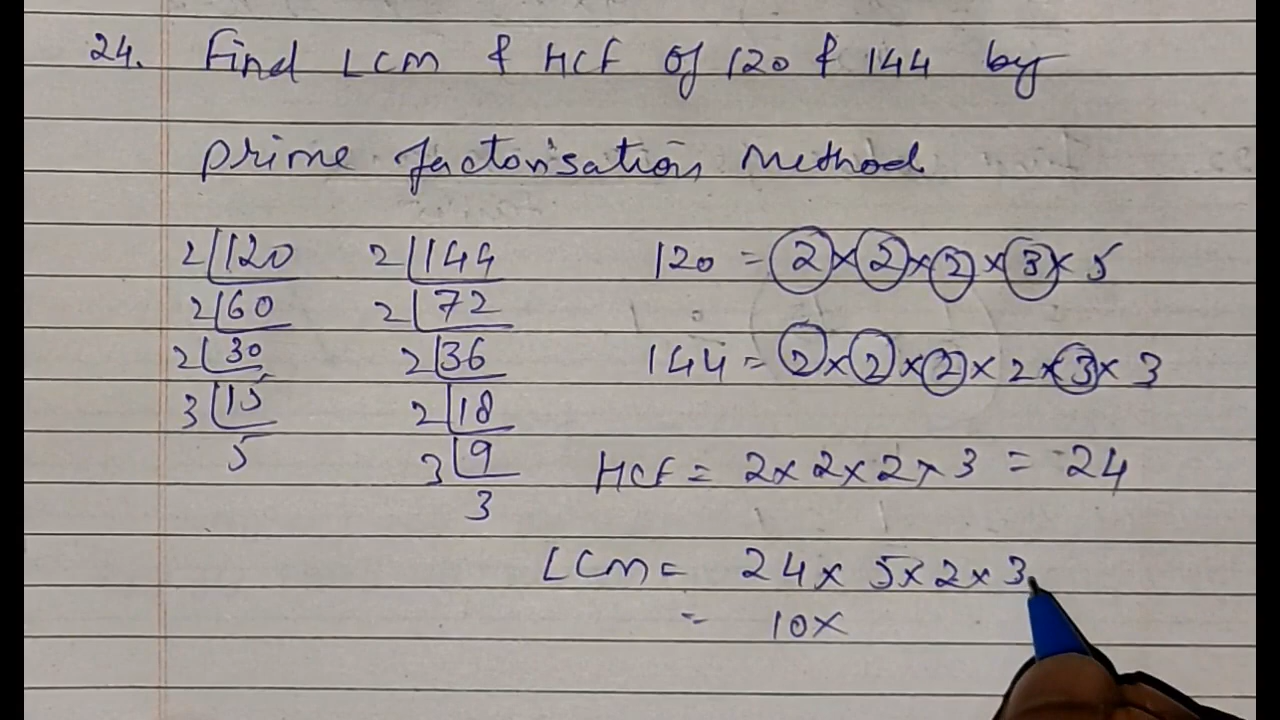 24. Find LCM & HCF of 120 & 144 by
prime factorisation Method
2 120
2 60
2 30
3 15
5
2 144
2 72
2 36
2 18
3 9
3
120 = 2 × 2 × 2 × 3 × 5
144 = 2 × 2 × 2 × 2 × 3 × 3
HCF = 2 × 2 × 2 × 3 = 24
LCM = 24 × 5 × 2 × 3
= 10 ×